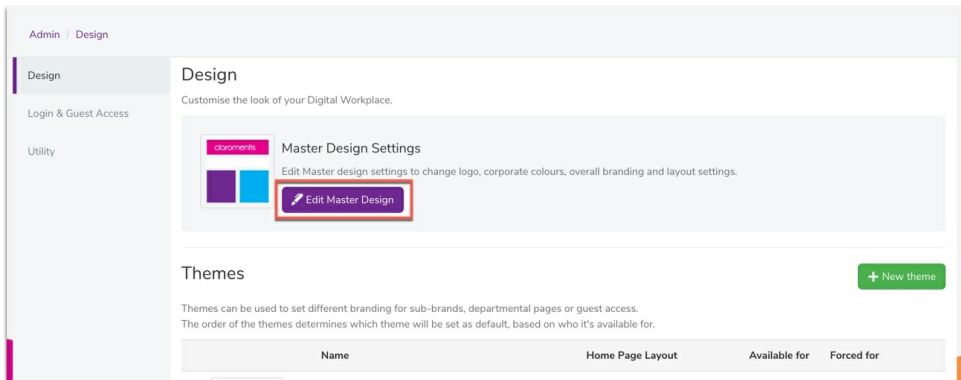 Admin / Design
Design
Login & Guest Access
Utility
Design
Customise the look of your Digital Workplace.
claromentis
Master Design Settings
Edit Master design settings to change logo, corporate colours, overall branding and layout settings.
Edit Master Design
Themes
+ New theme
Themes can be used to set different branding for sub-brands, departmental pages or guest access.
The order of the themes determines which theme will be set as default, based on who it's available for.
Name Home Page Layout Available for Forced for